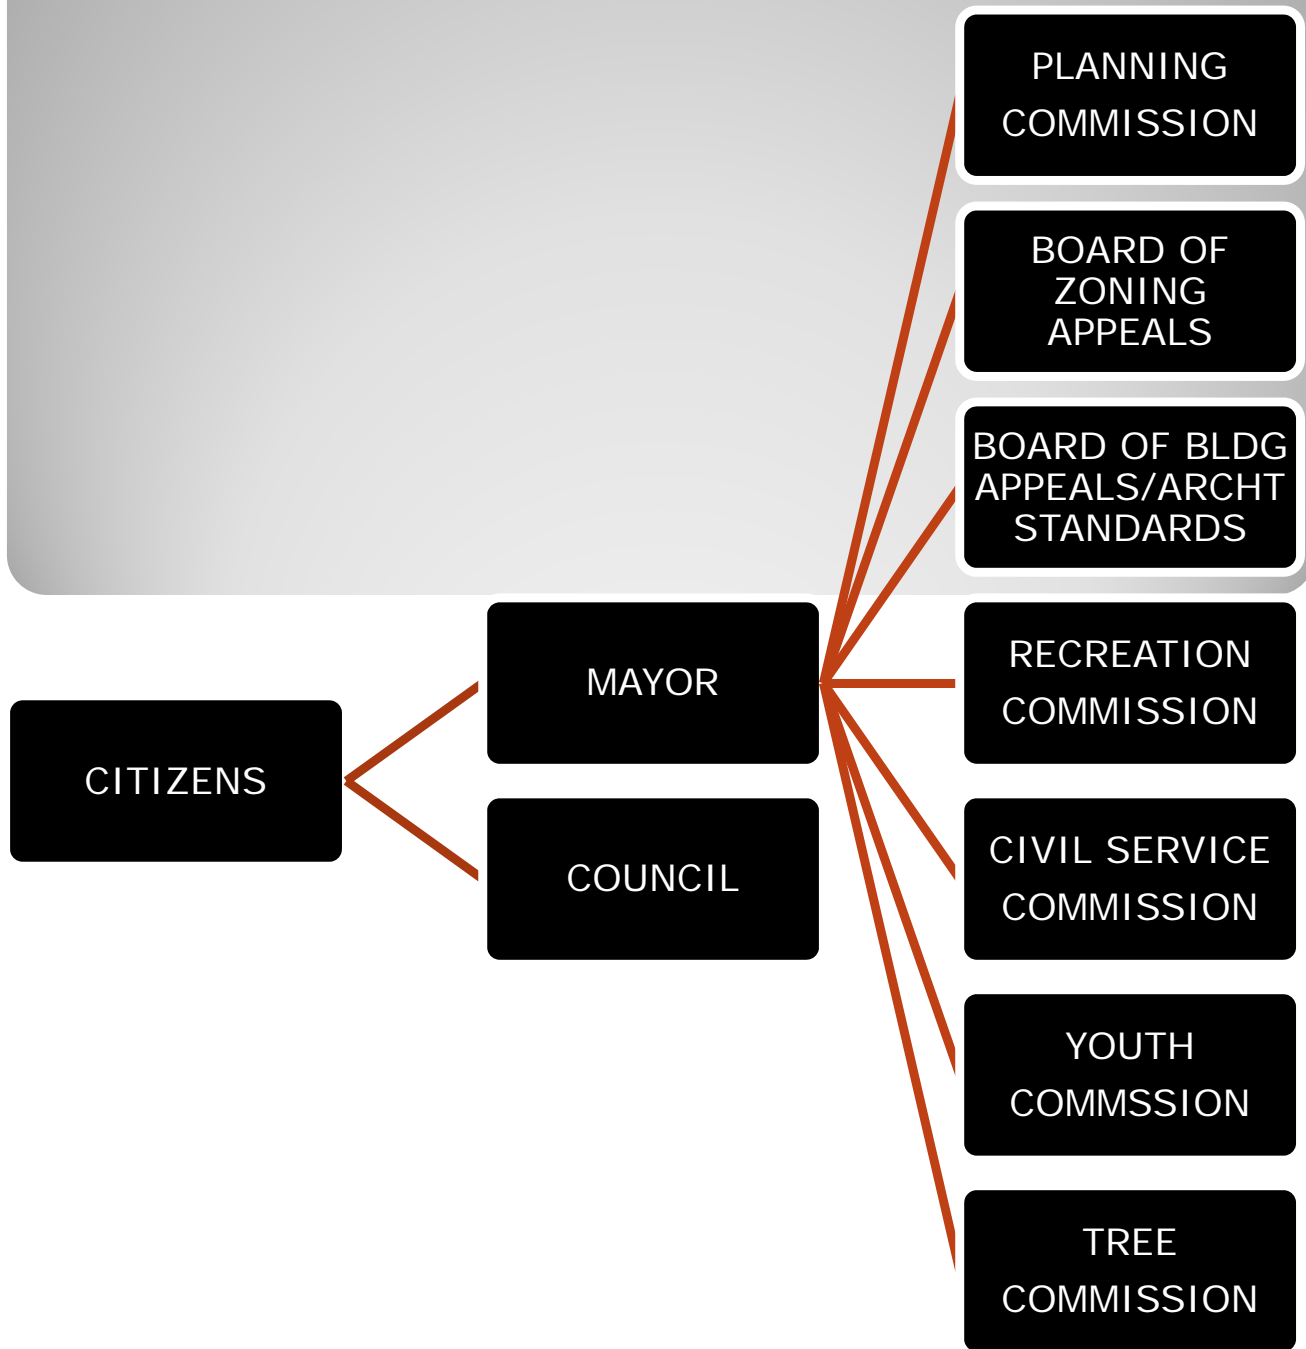 CITIZENS
MAYOR
COUNCIL
PLANNING
COMMISSION
BOARD OF
ZONING
APPEALS
BOARD OF BLDG
APPEALS/ARCHT
STANDARDS
RECREATION
COMMISSION
CIVIL SERVICE
COMMISSION
YOUTH
COMMSSION
TREE
COMMISSION